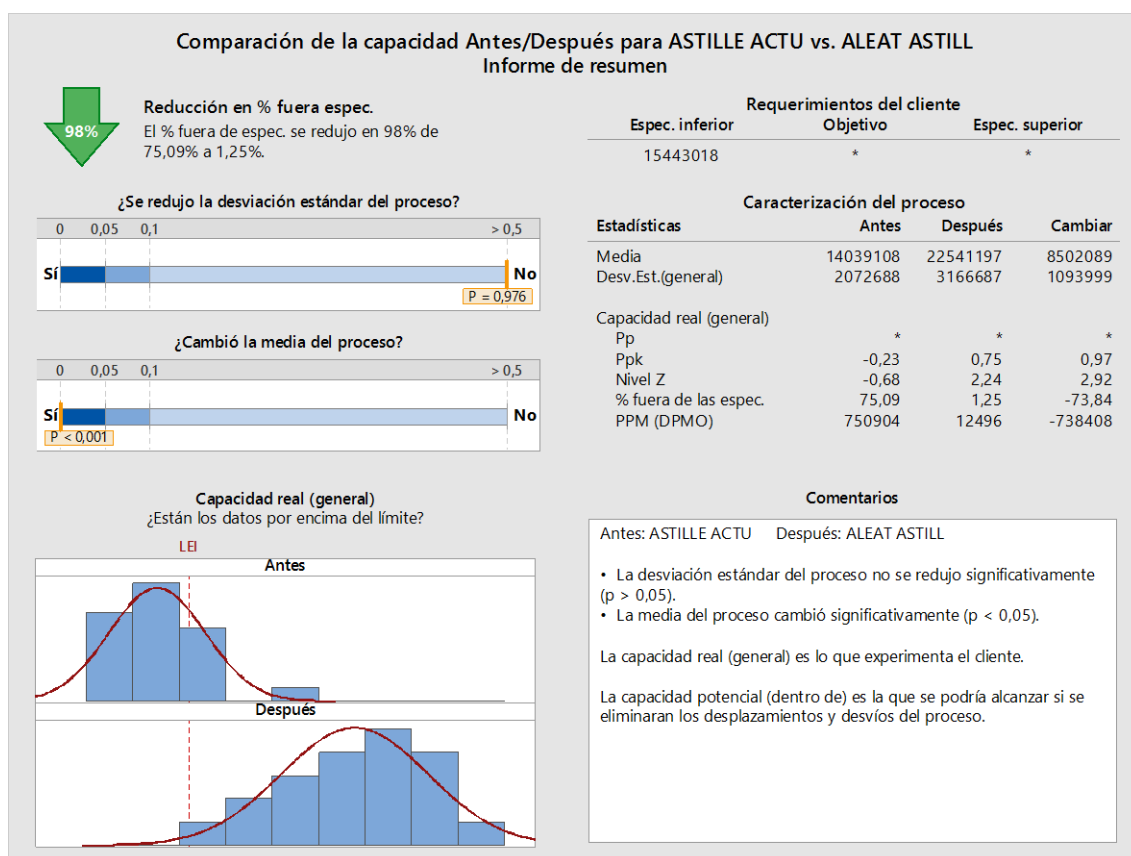 Comparación de la capacidad Antes/Después para ASTILLE ACTU vs. ALEAT ASTILL
Informe de resumen
98%
Reducción en % fuera espec.
El % fuera de espec. se redujo en 98% de
75,09% a 1,25%.
¿Se redujo la desviación estándar del proceso?
0 0,05 0,1 > 0,5
Sí No
P = 0,976
¿Cambió la media del proceso?
0 0,05 0,1 > 0,5
Sí No
P < 0,001
Capacidad real (general)
¿Están los datos por encima del límite?
LEI
Antes
Después
Requerimientos del cliente
Espec. inferior Objetivo Espec. superior
15443018 * *
Caracterización del proceso
Estadísticas Antes Después Cambiar
Media 14039108 22541197 8502089
Desv.Est.(general) 2072688 3166687 1093999
Capacidad real (general)
Pp * * *
Ppk -0,23 0,75 0,97
Nivel Z -0,68 2,24 2,92
% fuera de las espec. 75,09 1,25 -73,84
PPM (DPMO) 750904 12496 -738408
Comentarios
Antes: ASTILLE ACTU Después: ALEAT ASTILL
• La desviación estándar del proceso no se redujo significativamente
(p > 0,05).
• La media del proceso cambió significativamente (p < 0,05).
La capacidad real (general) es lo que experimenta el cliente.
La capacidad potencial (dentro de) es la que se podría alcanzar si se
eliminaran los desplazamientos y desvíos del proceso.